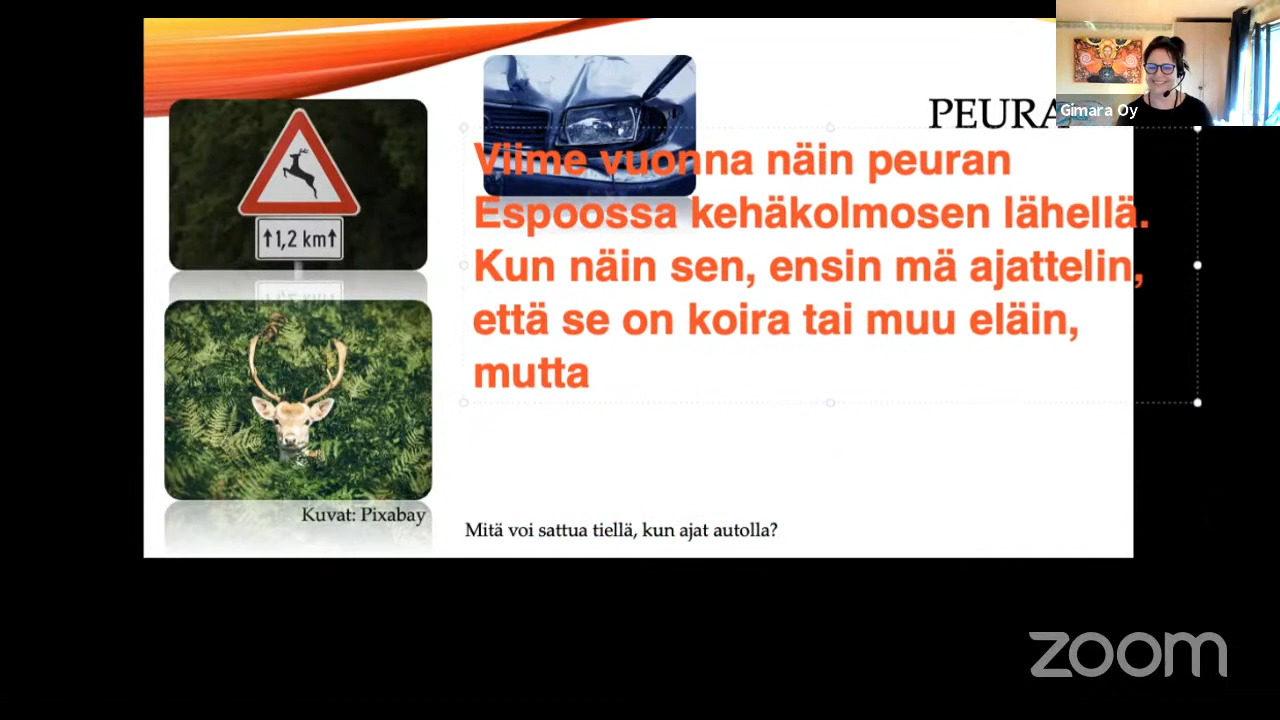 PEURA
Gimara Oy
Viime vuonna näin peuran
Espoossa kehäkolmosen lähellä.
Kun näin sen, ensin mä ajattelin,
että se on koira tai muu eläin,
mutta
↑1,2 km↑
Kuvat: Pixabay
Mitä voi sattua tiellä, kun ajat autolla?
zoom